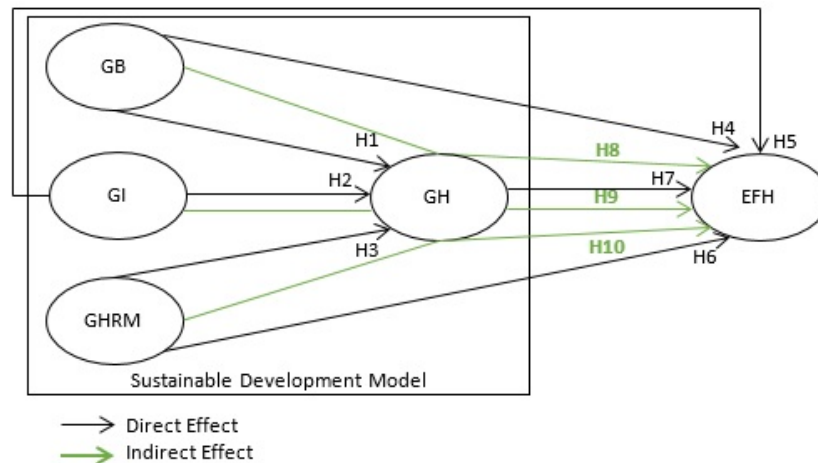 GB
H1
H4
H5
H8
GI
H2
GH
H7
H9
EFH
H3
H10
H6
GHRM
Sustainable Development Model
Direct Effect
Indirect Effect